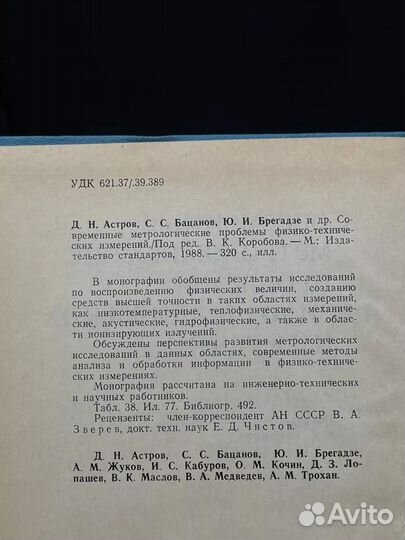 УДК 621.37/.39.389
Д. Н. Астров, С. С. Бацанов, Ю. И. Брегадзе и др. Со-
временные метрологические проблемы физико-техниче-
ских измерений./Под ред. В. К. Коробова. — М.: Изда-
тельство стандартов, 1988. — 320 с., илл.
В монографии обобщены результаты исследований
по воспроизведению физических величин, созданию
средств высшей точности в таких областях измерений,
как низкотемпературные, теплофизические, механиче-
ские, акустические, гидрофизические, а также в облас-
ти ионизирующих излучений.
Обсуждены перспективы развития метрологических
исследований в данных областях, современные методы
анализа и обработки информации в физико-технических
измерениях.
Монография рассчитана на инженерно-технических
и научных работников.
Табл. 38. Ил. 77. Библиогр. 492.
Рецензенты: член-корреспондент АН СССР В. А.
Зверев, докт. техн. наук Е. Д. Чистов.
Д. Н. Астров, С. С. Бацанов, Ю. И. Брегадзе,
А. М. Жуков, И. С. Кабуров, О. М. Кочин, Д. З. Ло-
пашев, В. К. Маслов, В. А. Медведев, А. М. Трохан.
Avito